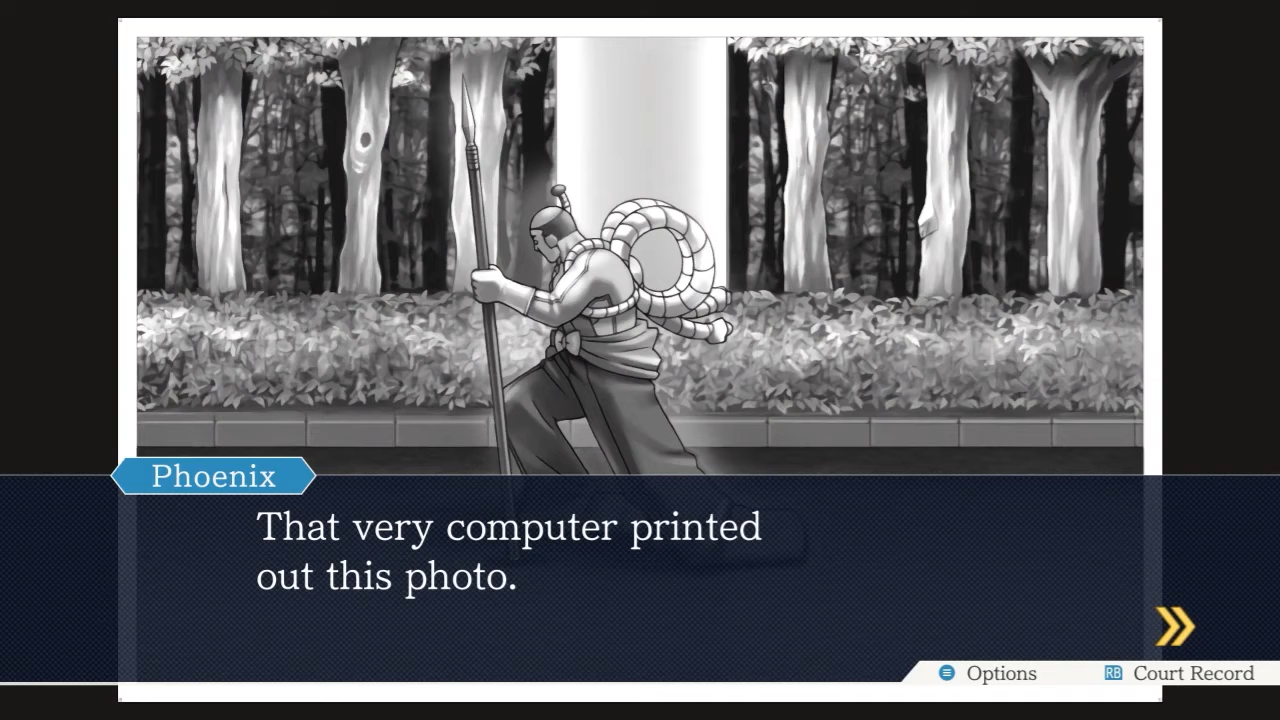 Phoenix
That very computer printed
out this photo.
Options
RB Court Record